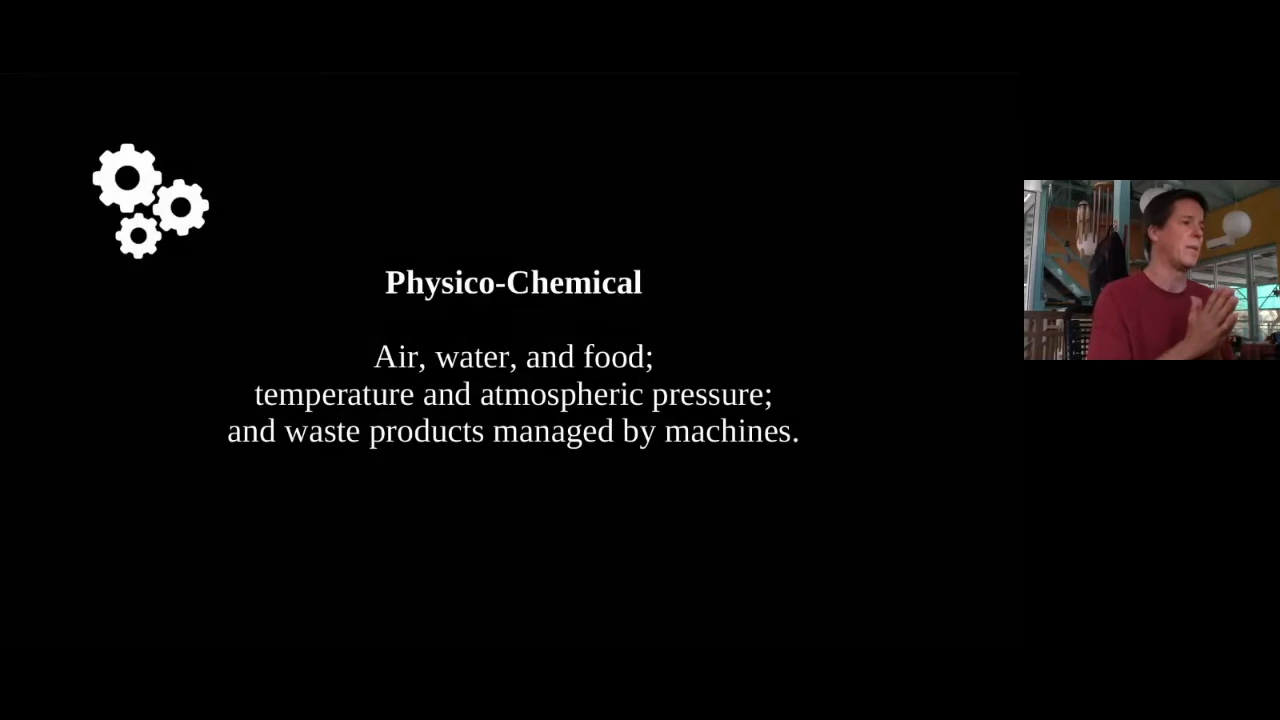 Physico-Chemical
Air, water, and food;
temperature and atmospheric pressure;
and waste products managed by machines.